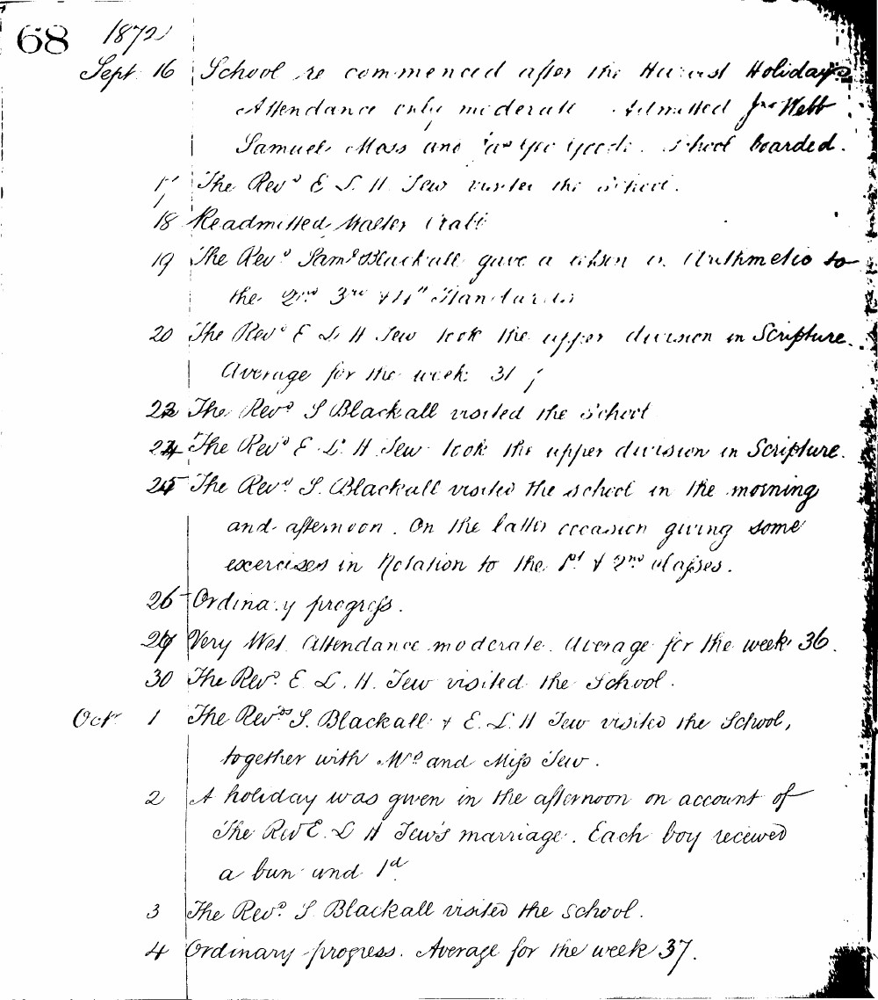 68 1872
Sept 16 School re commenced after the Harvest Holidays
Attendance only moderate. Admitted Jno Webb
Samuel Moss and Geo School boarded.
17 The Revd E L H Tew visited the School.
18 Readmitted Walter Crabb
19 The Revd Saml Blackall gave a lesson in Arithmetic to
the 2nd 3rd & 4th Standards
20 The Revd E L H Tew took the upper division in Scripture.
Average for the week 31;
23 The Revd S Blackall visited the School
24 The Revd E. L. H. Tew took the upper division in Scripture.
25 The Revd S. Blackall visited the school in the morning
and afternoon. On the latter occasion giving some
exercises in Notation to the 1st & 2nd classes.
26 Ordinary progress.
27 Very Wet. Attendance moderate. Average for the week 36.
30 The Revd. E. L. H. Tew visited the School.
Octr 1 The Revds S. Blackall & E. L. H Tew visited the School,
together with Mrs and Miss Tew.
2 A holiday was given in the afternoon on account of
The Rev E. L H Tew's marriage. Each boy received
a bun and 1d.
3 The Revd S Blackall visited the School.
4 Ordinary progress. Average for the week 37.